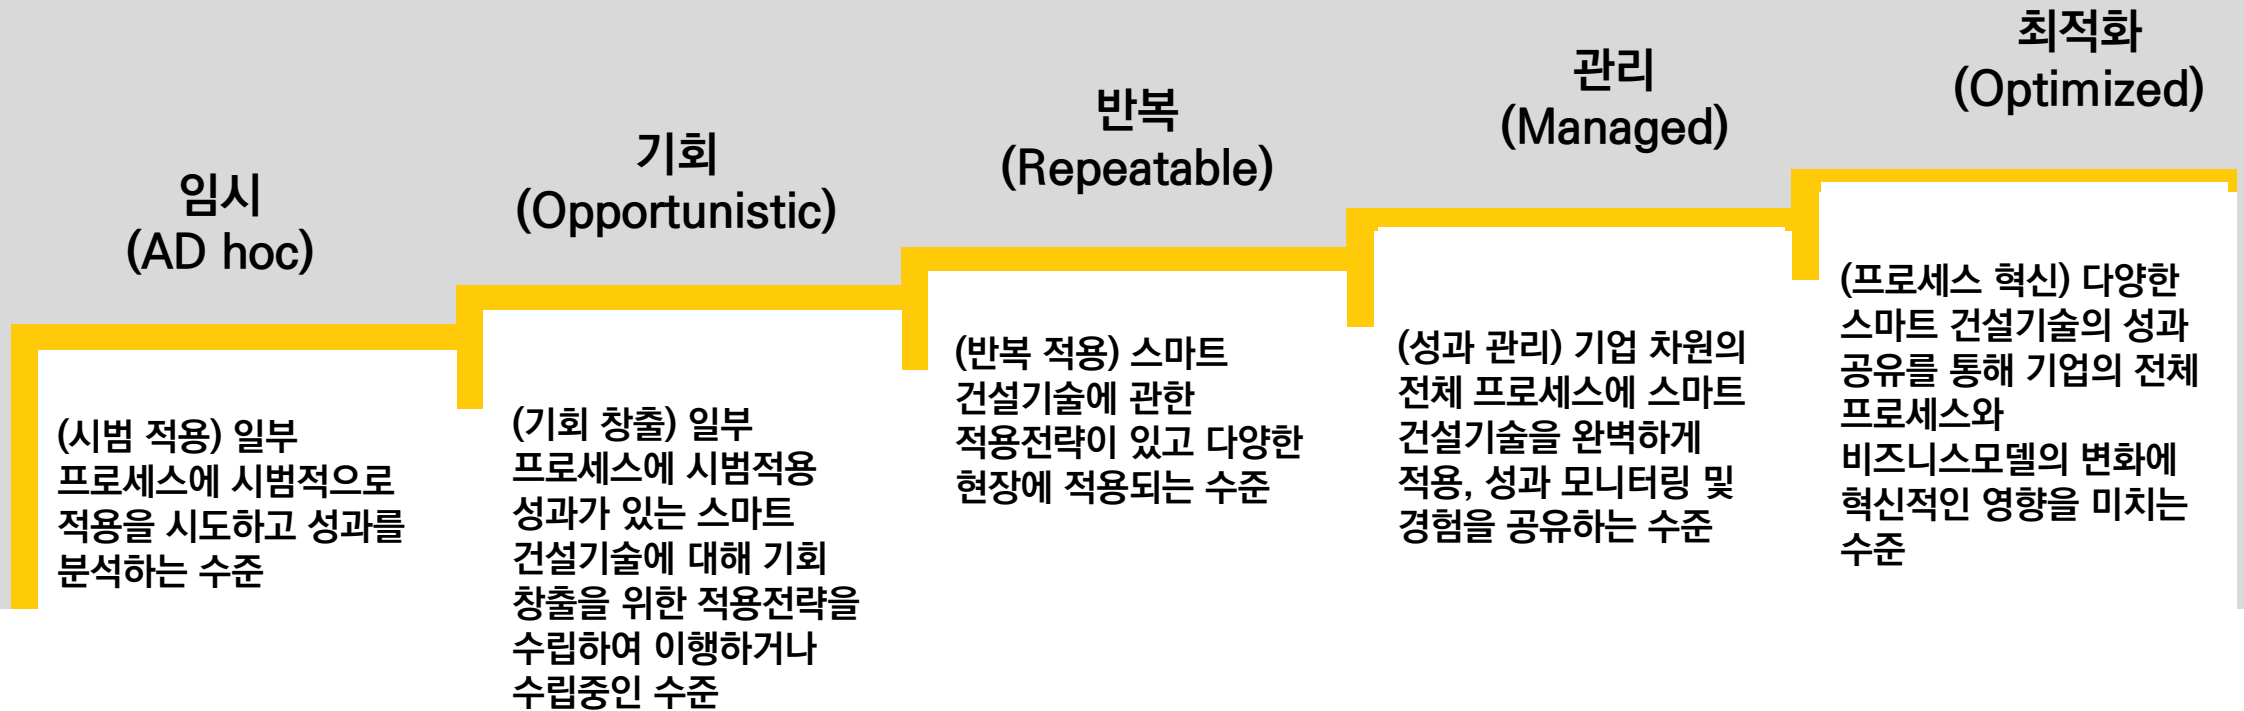 임시
(AD hoc)
(시범 적용) 일부
프로세스에 시범적으로
적용을 시도하고 성과를
분석하는 수준
기회
(Opportunistic)
(기회 창출) 일부
프로세스에 시범적용
성과가 있는 스마트
건설기술에 대해 기회
창출을 위한 적용전략을
수립하여 이행하거나
수립중인 수준
반복
(Repeatable)
(반복 적용) 스마트
건설기술에 관한
적용전략이 있고 다양한
현장에 적용되는 수준
관리
(Managed)
(성과 관리) 기업 차원의
전체 프로세스에 스마트
건설기술을 완벽하게
적용, 성과 모니터링 및
경험을 공유하는 수준
최적화
(Optimized)
(프로세스 혁신) 다양한
스마트 건설기술의 성과
공유를 통해 기업의 전체
프로세스와
비즈니스모델의 변화에
혁신적인 영향을 미치는
수준